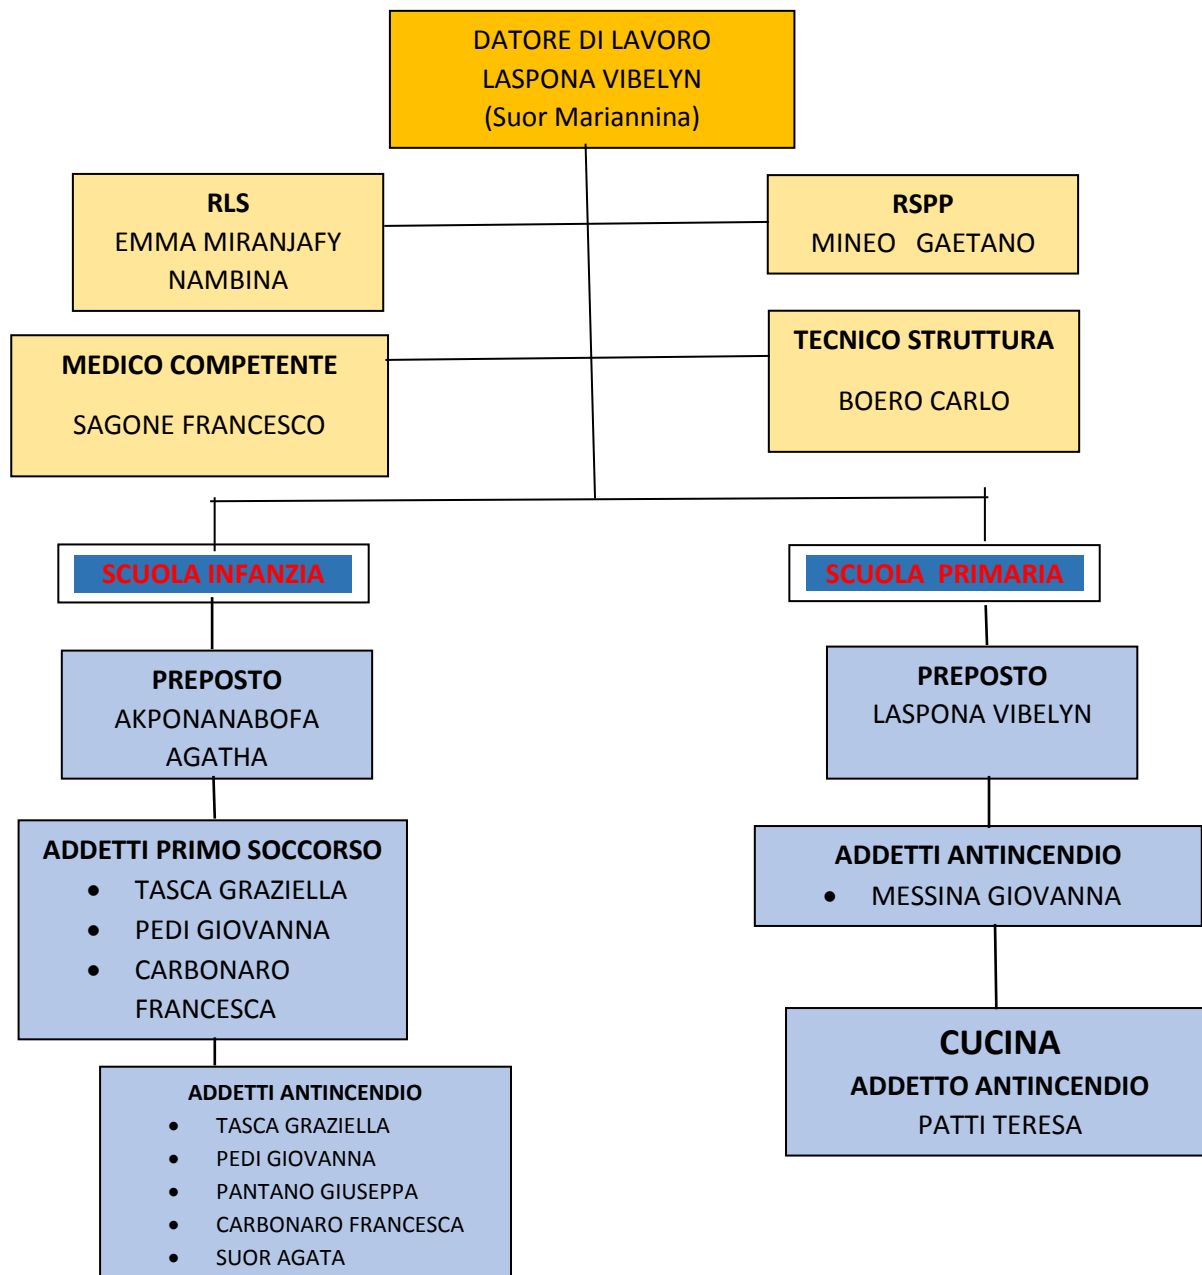 DATORE DI LAVORO
LASPONA VIBELYN
(Suor Mariannina)
RLS
EMMA MIRANJAFY
NAMBINA
RSPP
MINEO GAETANO
MEDICO COMPETENTE
SAGONE FRANCESCO
TECNICO STRUTTURA
BOERO CARLO
SCUOLA INFANZIA
SCUOLA PRIMARIA
PREPOSTO
AKPONANABOFA
AGATHA
PREPOSTO
LASPONA VIBELYN
ADDETTI PRIMO SOCCORSO
• TASCA GRAZIELLA
• PEDI GIOVANNA
• CARBONARO
FRANCESCA
ADDETTI ANTINCENDIO
• MESSINA GIOVANNA
CUCINA
ADDETTO ANTINCENDIO
PATTI TERESA
ADDETTI ANTINCENDIO
• TASCA GRAZIELLA
• PEDI GIOVANNA
• PANTANO GIUSEPPA
• CARBONARO FRANCESCA
• SUOR AGATA